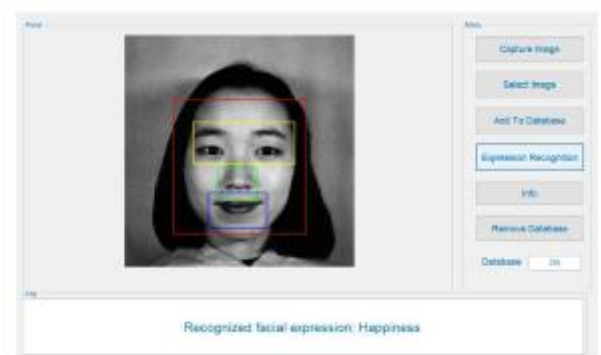 Capture Image
Select Image
Add To Database
Expression Recognition
Info
Remove Database
Database
Recognized facial expression: Happiness